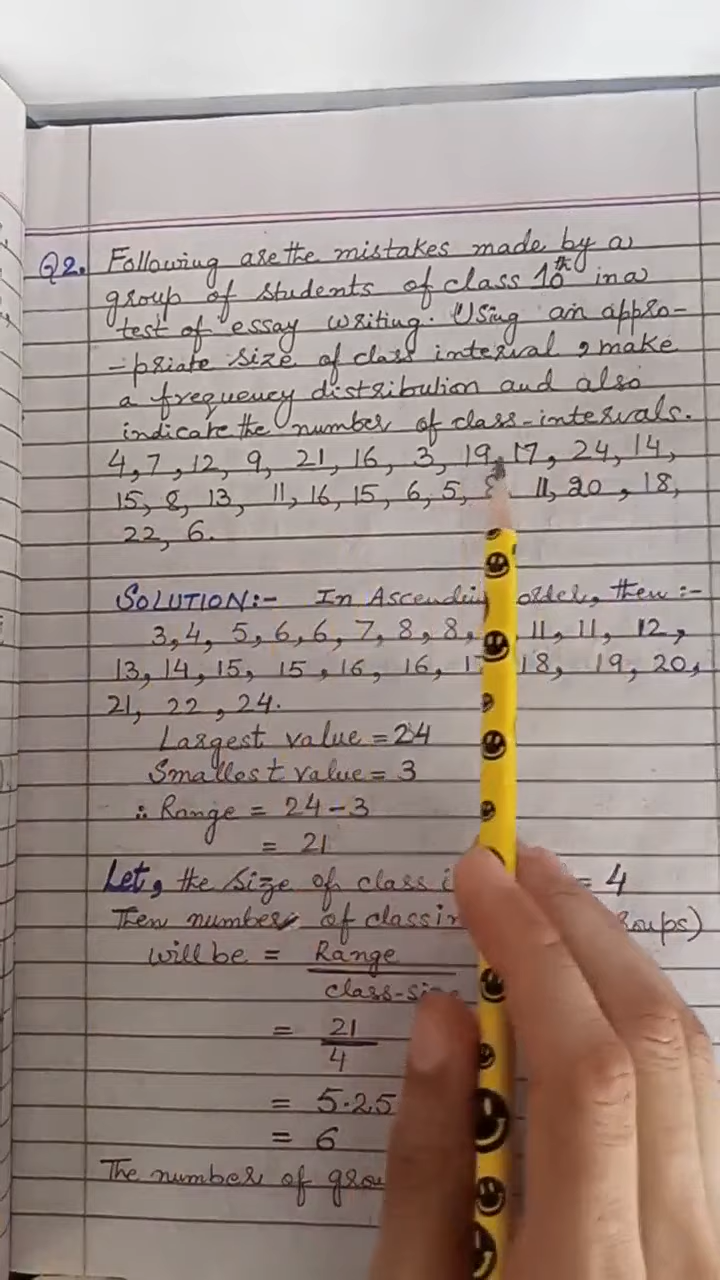 Q2. Following are the mistakes made by a
group of students of class 10th in a
test of essay writing. Using an appro-
-priate size of class interval, make
a frequency distribution and also
indicate the number of class-intervals.
4, 7, 12, 9, 21, 16, 3, 19, 17, 24, 14,
15, 8, 13, 11, 16, 15, 6, 5, 8 11, 20, 18,
22, 6.
SOLUTION:- In Ascending order, then :-
3, 4, 5, 6, 6, 7, 8, 8, 11, 11, 12,
13, 14, 15, 15, 16, 16, 18, 19, 20,
21, 22, 24.
Largest value = 24
Smallest value = 3
∴ Range = 24 - 3
= 21
Let, the size of class = 4
Then number of
will be = Range
= 21
4
= 5.25
= 6
The number of